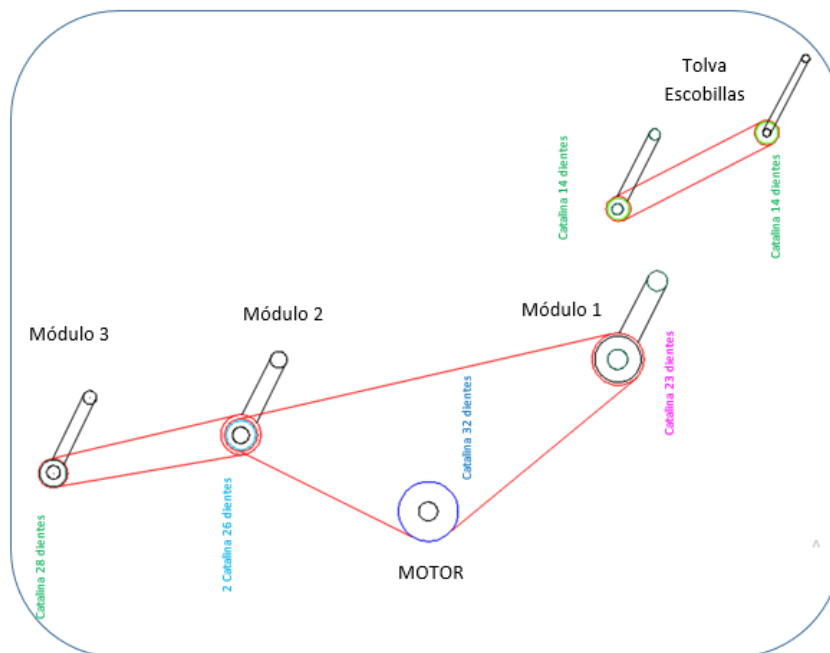 Tolva
Escobillas
Catalina 14 dientes
Catalina 14 dientes
Módulo 1
Módulo 2
Módulo 3
Catalina 23 dientes
Catalina 32 dientes
2 Catalina 26 dientes
Catalina 28 dientes
MOTOR